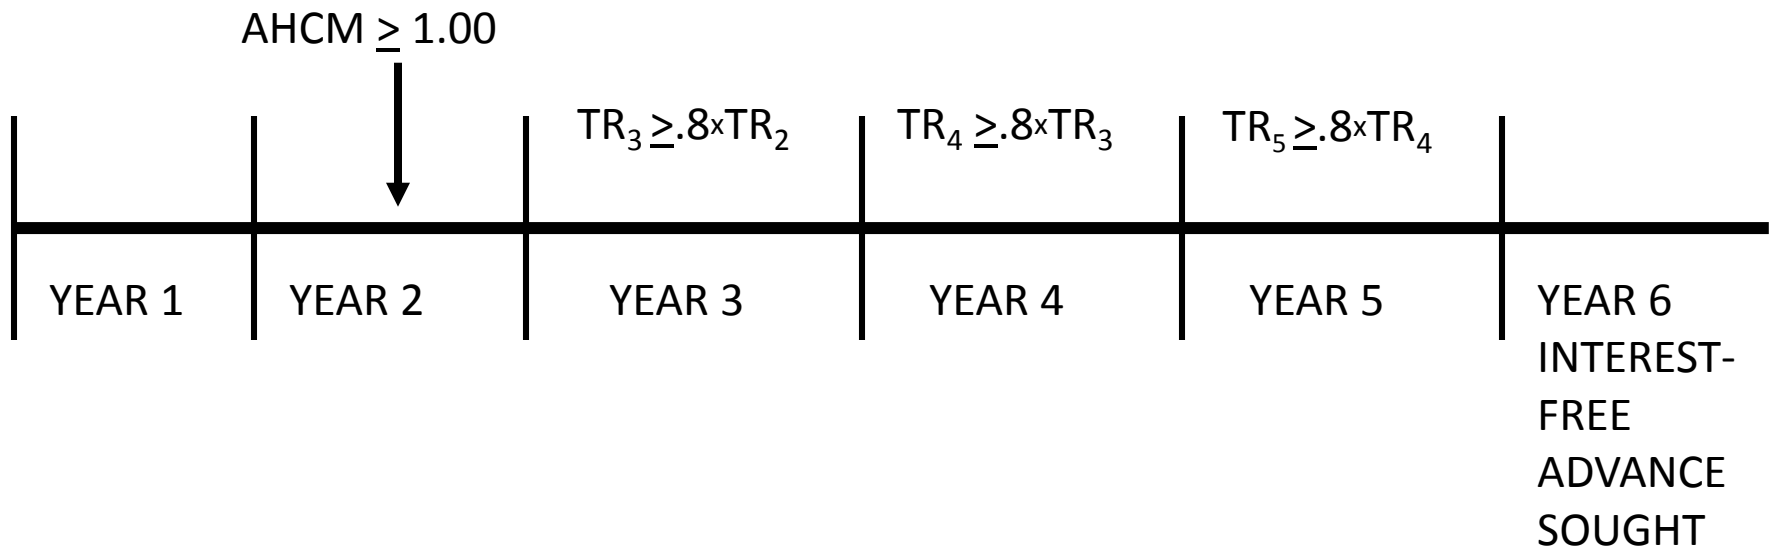 AHCM ≥ 1.00
TR₃ ≥.8xTR₂
TR₄ ≥.8xTR₃
TR₅ ≥.8xTR₄
YEAR 1
YEAR 2
YEAR 3
YEAR 4
YEAR 5
YEAR 6
INTEREST-
FREE
ADVANCE
SOUGHT